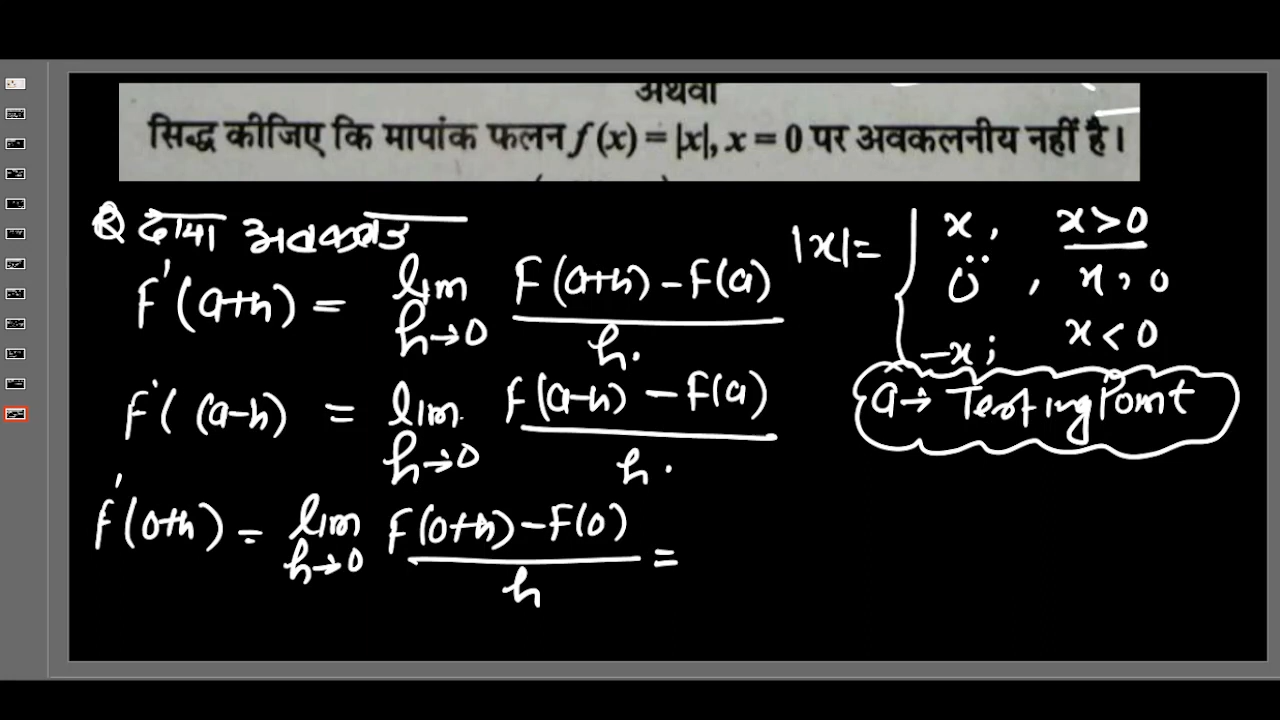 अथवा
सिद्ध कीजिए कि मापांक फलन f (x) = |x|, x = 0 पर अवकलनीय नहीं है।
दाया
F'(a+h) = lim h→0 F(a+h) - F(a) / h.
|x| = { x, x > 0
0, x, 0
-x; x < 0
F'(a-h) = lim. h→0 F(a-h) - F(a) / h.
a → Testing Point
F'(0+h) = lim h→0 F(0+h) - F(0) / h =